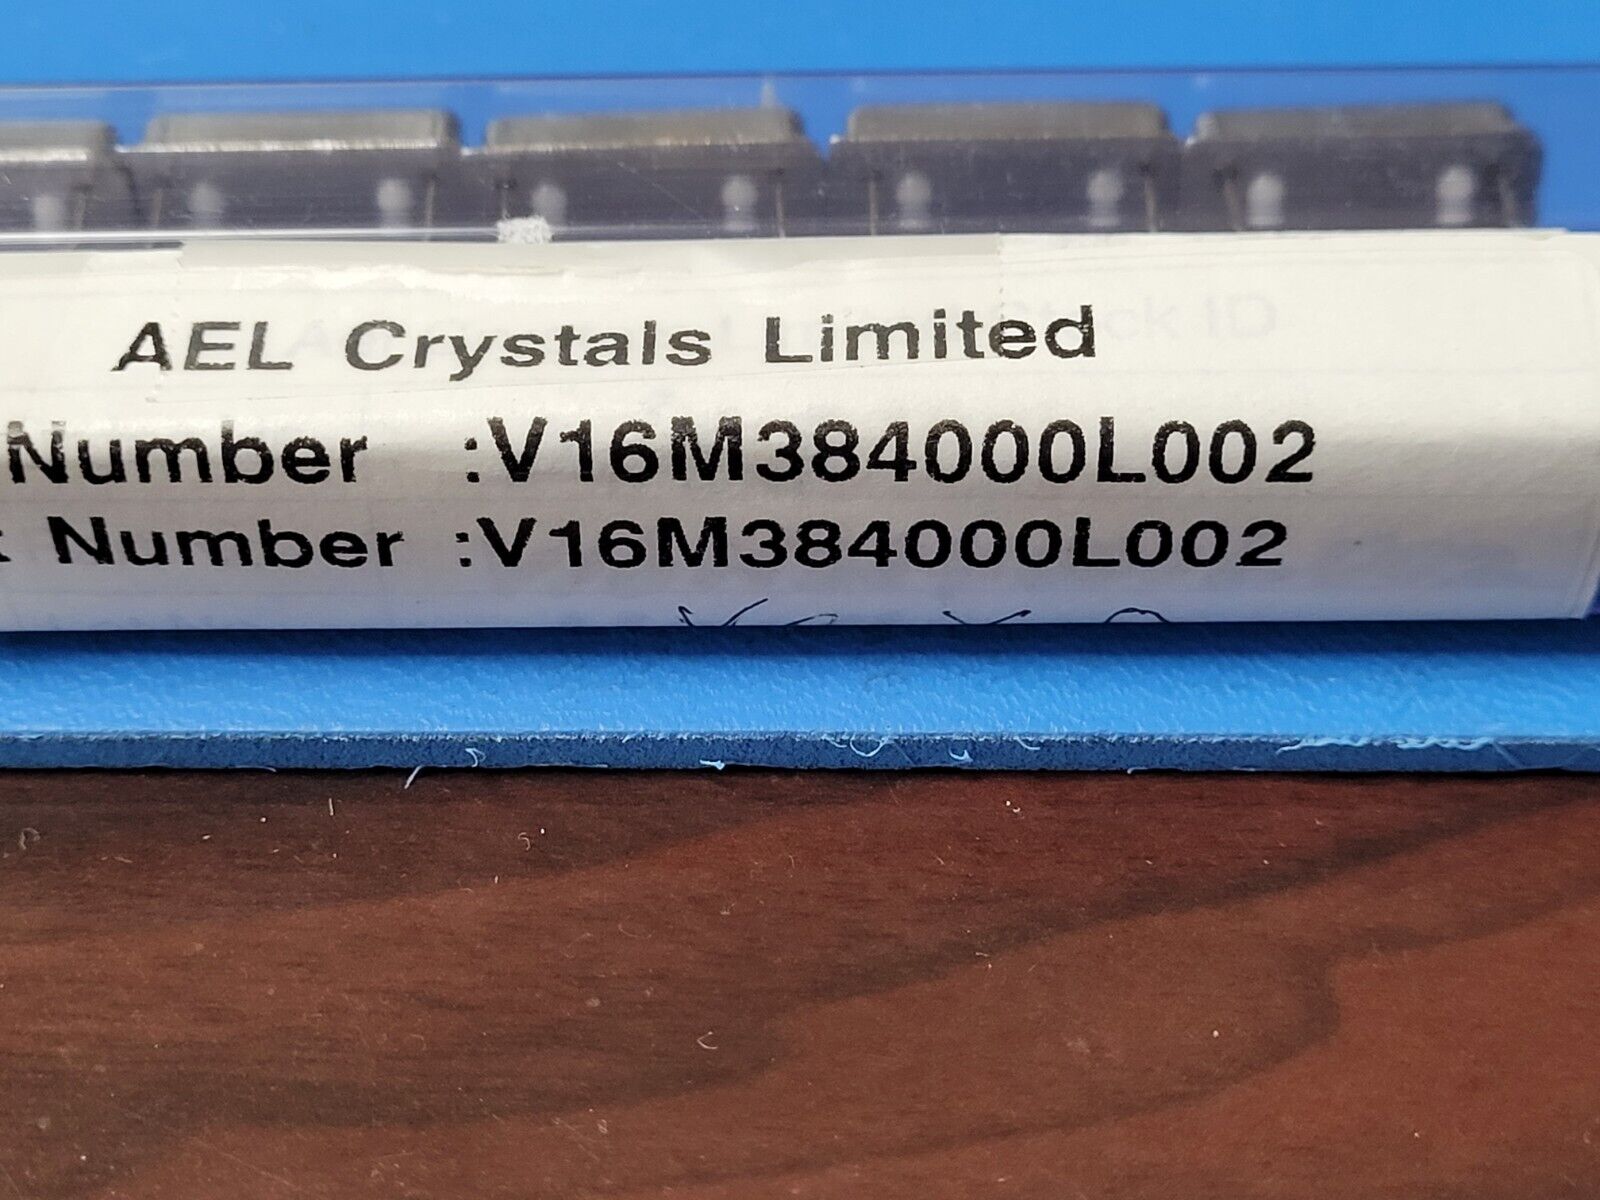 AEL Crystals Limited
Number :V16M384000L002
Number :V16M384000L002